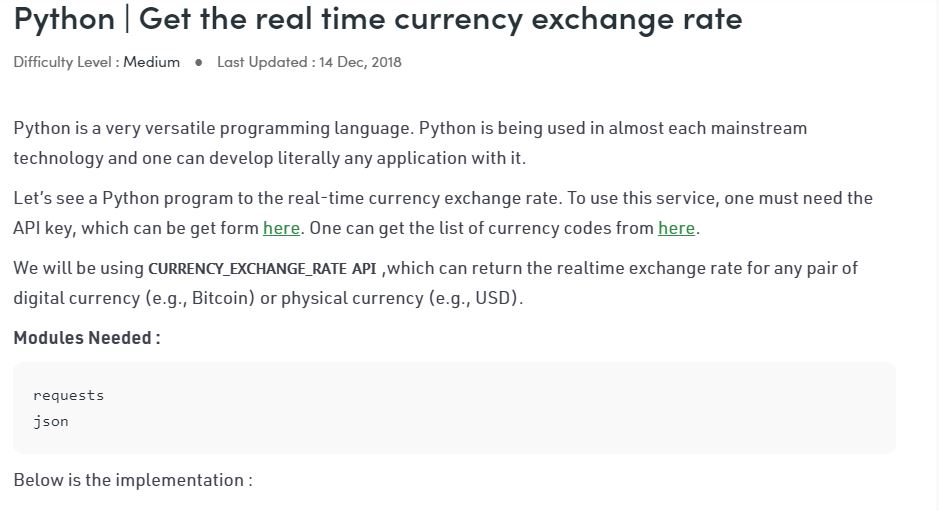 Python | Get the real time currency exchange rate
Difficulty Level : Medium ● Last Updated : 14 Dec, 2018
Python is a very versatile programming language. Python is being used in almost each mainstream
technology and one can develop literally any application with it.
Let's see a Python program to the real-time currency exchange rate. To use this service, one must need the
API key, which can be get form here. One can get the list of currency codes from here.
We will be using CURRENCY_EXCHANGE_RATE API ,which can return the realtime exchange rate for any pair of
digital currency (e.g., Bitcoin) or physical currency (e.g., USD).
Modules Needed :
requests
json
Below is the implementation :